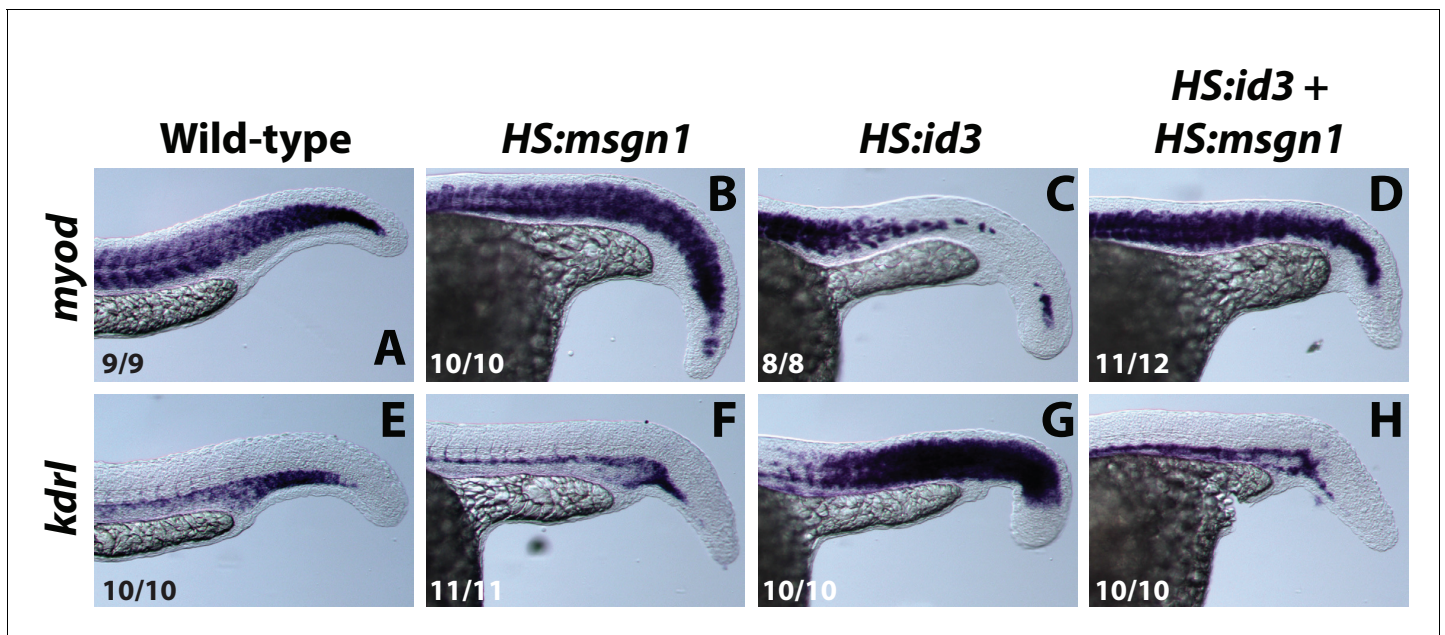 HS:id3 +
Wild-type HS:msgn1 HS:id3 HS:msgn1
myod
A B C D
9/9 10/10 8/8 11/12
kdrl
E F G H
10/10 11/11 10/10 10/10